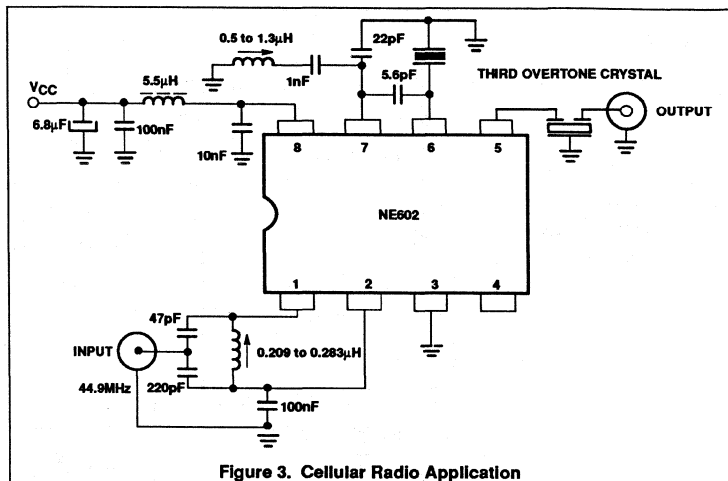 0.5 to 1.3µH
22pF
1nF
5.6pF
THIRD OVERTONE CRYSTAL
VCC
5.5µH
OUTPUT
6.8µF
100nF
10nF
8
7
6
5
NE602
1
2
3
4
47pF
INPUT
0.209 to 0.283µH
44.9MHz
220pF
100nF
Figure 3. Cellular Radio Application